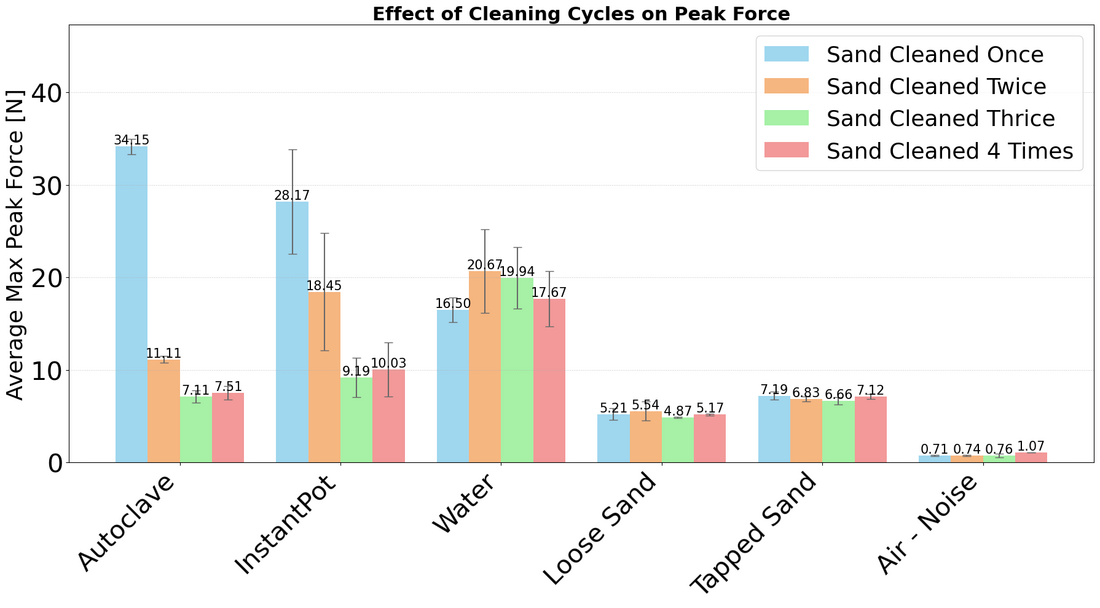 Effect of Cleaning Cycles on Peak Force
Average Max Peak Force [N]
40
30
20
10
0
Sand Cleaned Once
Sand Cleaned Twice
Sand Cleaned Thrice
Sand Cleaned 4 Times
34.15
11.11
7.11
7.51
28.17
18.45
9.19
10.03
16.50
20.67
19.94
17.67
5.21
5.54
4.87
5.17
7.19
6.83
6.66
7.12
0.71
0.74
0.76
1.07
Autoclave
InstantPot
Water
Loose Sand
Tapped Sand
Air - Noise